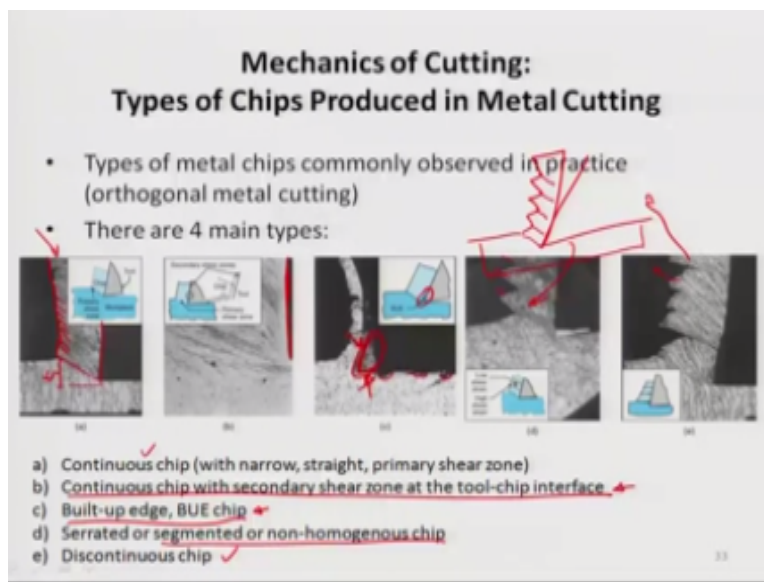 Mechanics of Cutting:
Types of Chips Produced in Metal Cutting
• Types of metal chips commonly observed in practice
(orthogonal metal cutting)
• There are 4 main types:
(a) (b) (c) (d) (e)
a) Continuous chip (with narrow, straight, primary shear zone)
b) Continuous chip with secondary shear zone at the tool-chip interface
c) Built-up edge, BUE chip
d) Serrated or segmented or non-homogenous chip
e) Discontinuous chip
33